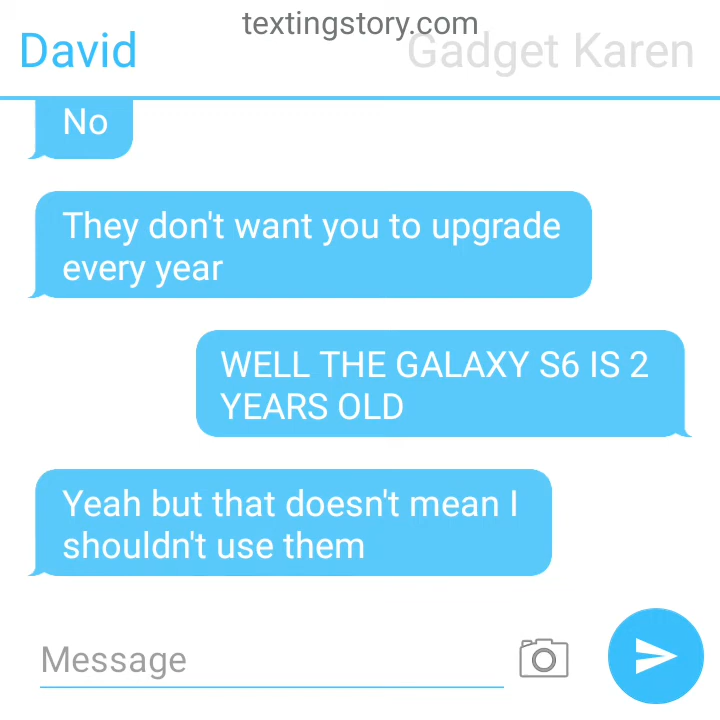 textingstory.com
David
Gadget Karen
No
They don't want you to upgrade
every year
WELL THE GALAXY S6 IS 2
YEARS OLD
Yeah but that doesn't mean I
shouldn't use them
Message